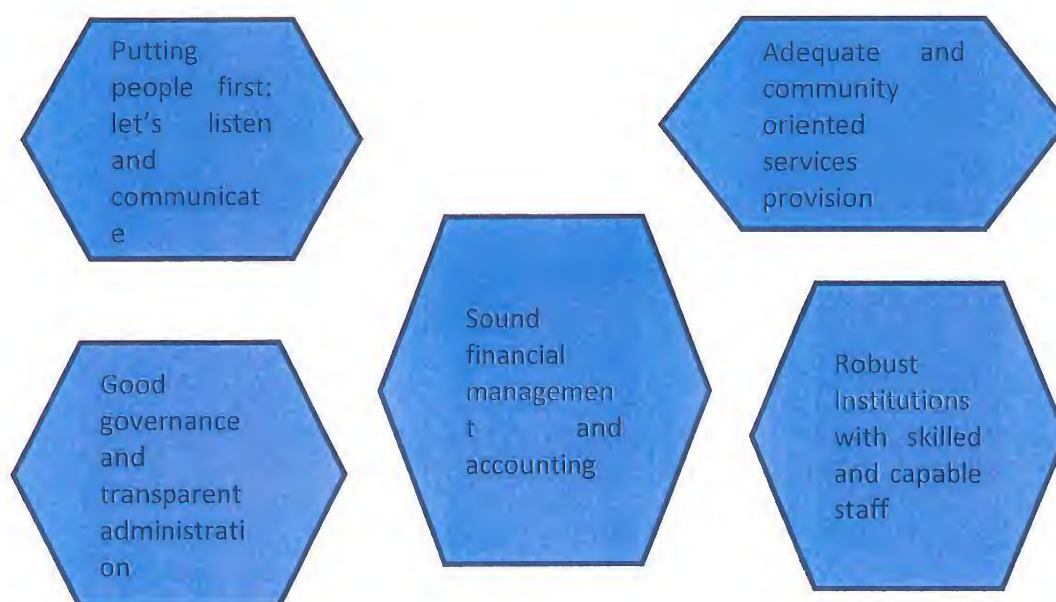 Putting
people first:
let's listen
and
communicat
e
Adequate and
community
oriented
services
provision
Sound
financial
managemen
t and
accounting
Good
governance
and
transparent
administrati
on
Robust
Institutions
with skilled
and capable
staff